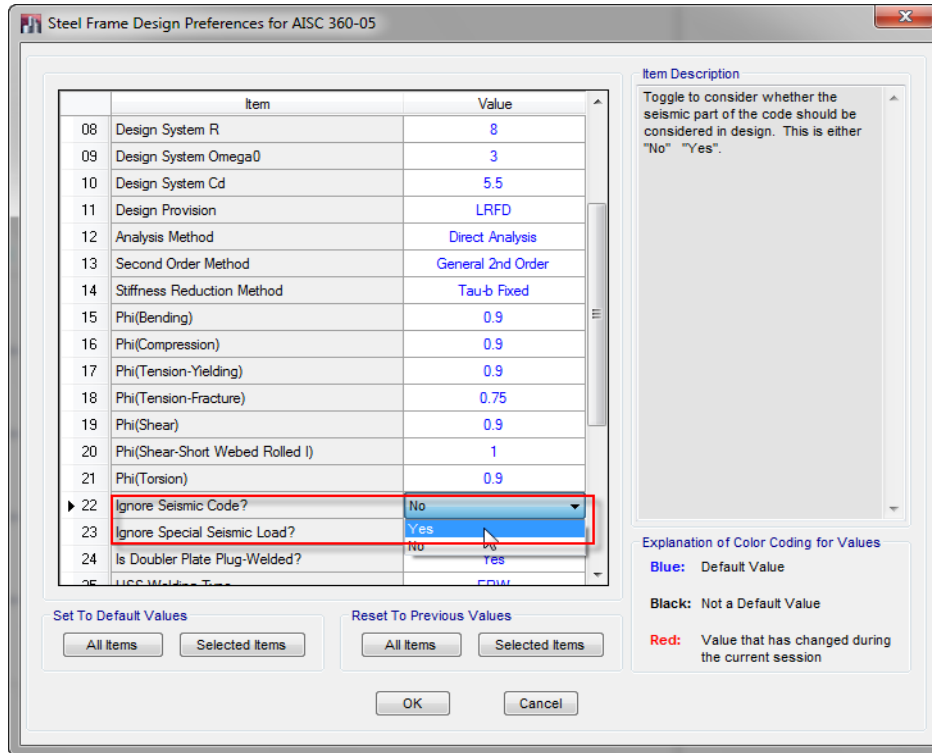 Steel Frame Design Preferences for AISC 360-05
Item Value
08 Design System R 8
09 Design System Omega0 3
10 Design System Cd 5.5
11 Design Provision LRFD
12 Analysis Method Direct Analysis
13 Second Order Method General 2nd Order
14 Stiffness Reduction Method Tau-b Fixed
15 Phi(Bending) 0.9
16 Phi(Compression) 0.9
17 Phi(Tension-Yielding) 0.9
18 Phi(Tension-Fracture) 0.75
19 Phi(Shear) 0.9
20 Phi(Shear-Short Webed Rolled I) 1
21 Phi(Torsion) 0.9
22 Ignore Seismic Code? No
23 Ignore Special Seismic Load? Yes
No
24 Is Doubler Plate Plug-Welded? Yes
25 HSS Welding Type ERW
Item Description
Toggle to consider whether the
seismic part of the code should be
considered in design. This is either
"No" "Yes".
Explanation of Color Coding for Values
Blue: Default Value
Black: Not a Default Value
Red: Value that has changed during
the current session
Set To Default Values
All Items Selected Items
Reset To Previous Values
All Items Selected Items
OK Cancel